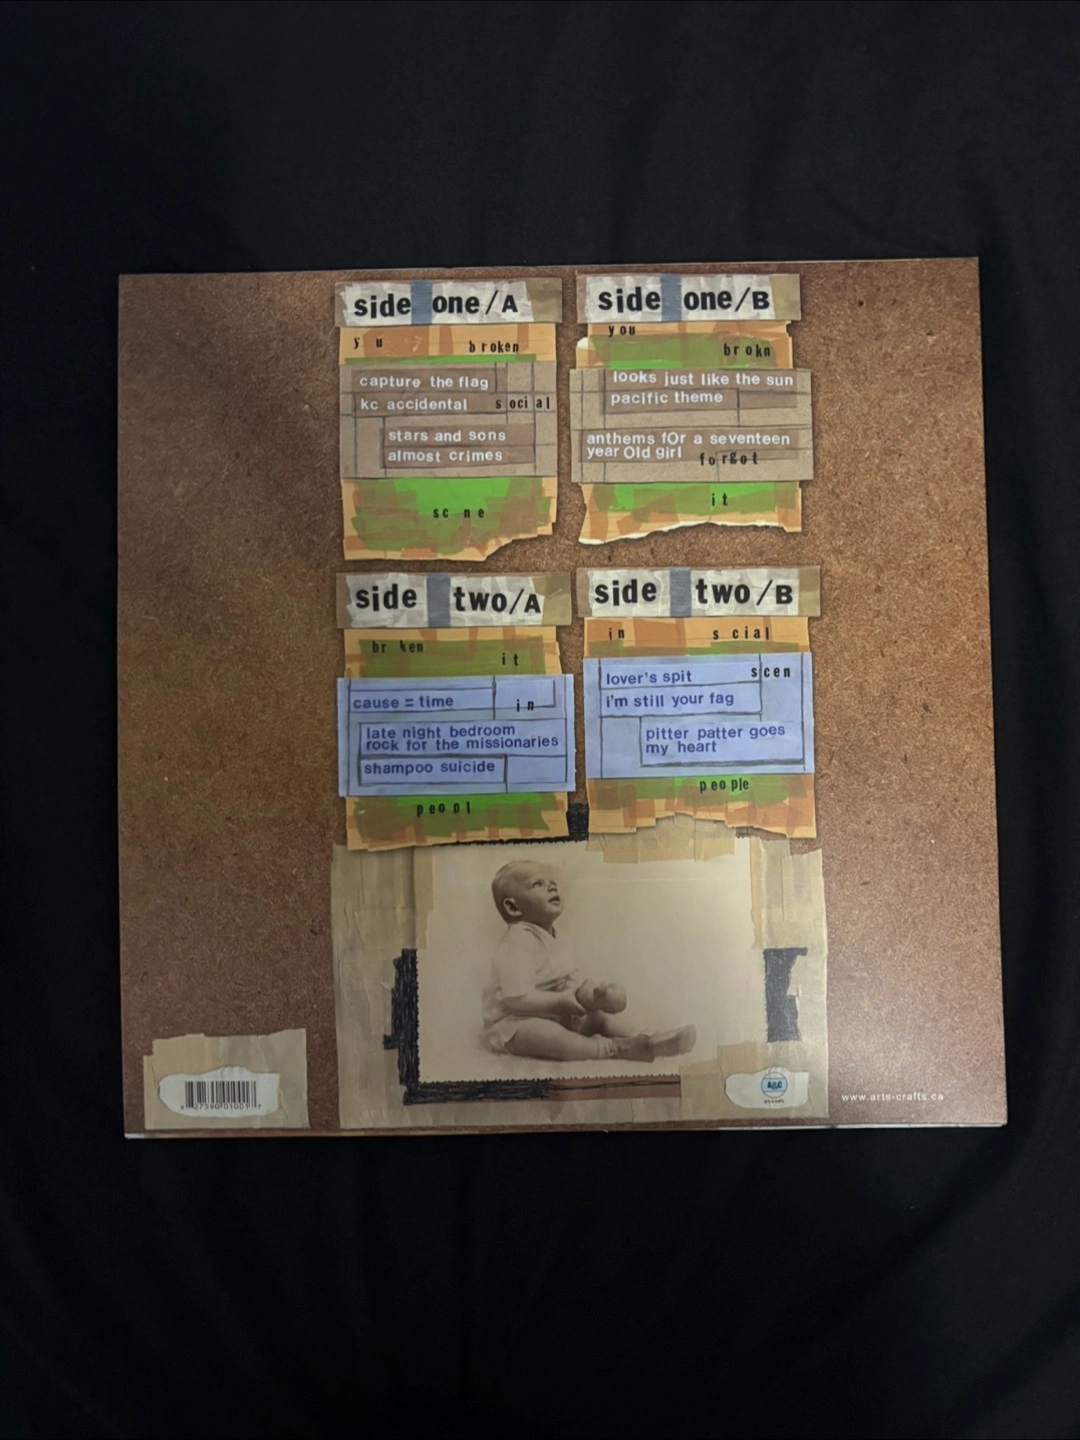 side one/A
y u broken
capture the flag
kc accidental social
stars and sons
almost crimes
sc ne
side one/B
you
brokn
looks just like the sun
pacific theme
anthems fOr a seventeen
year Old girl forgot
it
side two/A
br ken
it
cause = time in
late night bedroom
rock for the missionaries
shampoo suicide
peopl
side two/B
in s cial
lover's spit scen
i'm still your fag
pitter patter goes
my heart
people
A&C
www.arts-crafts.ca